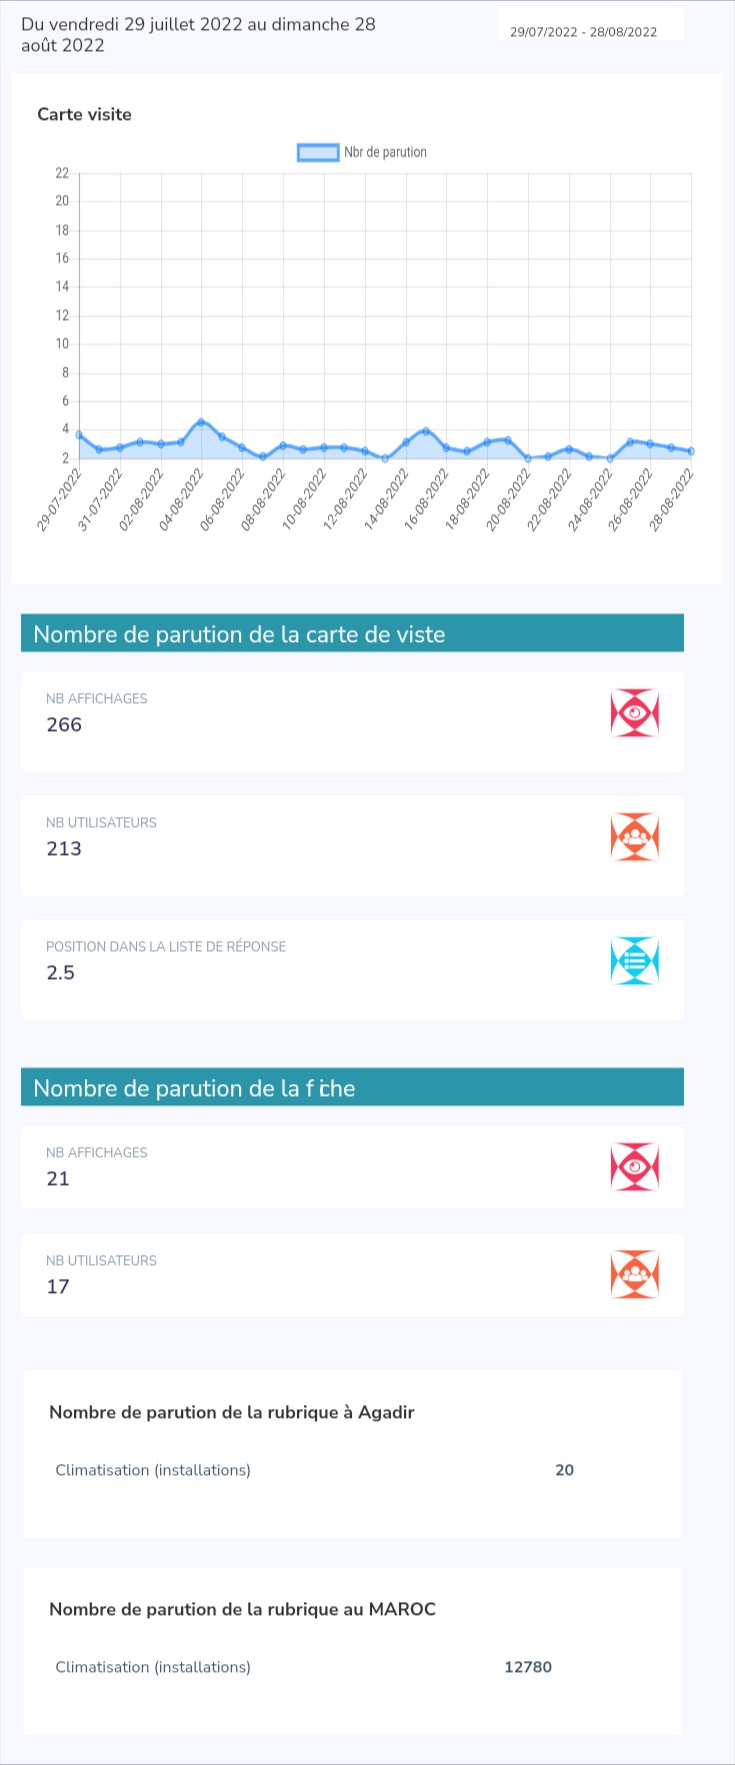 Du vendredi 29 juillet 2022 au dimanche 28
août 2022
29/07/2022 - 28/08/2022
Carte visite
Nbr de parution
22
20
18
16
14
12
10
8
6
4
2
29-07-2022
31-07-2022
02-08-2022
04-08-2022
06-08-2022
08-08-2022
10-08-2022
12-08-2022
14-08-2022
16-08-2022
18-08-2022
20-08-2022
22-08-2022
24-08-2022
26-08-2022
28-08-2022
Nombre de parution de la carte de viste
NB AFFICHAGES
266
NB UTILISATEURS
213
POSITION DANS LA LISTE DE RÉPONSE
2.5
Nombre de parution de la fiche
NB AFFICHAGES
21
NB UTILISATEURS
17
Nombre de parution de la rubrique à Agadir
Climatisation (installations) 20
Nombre de parution de la rubrique au MAROC
Climatisation (installations) 12780